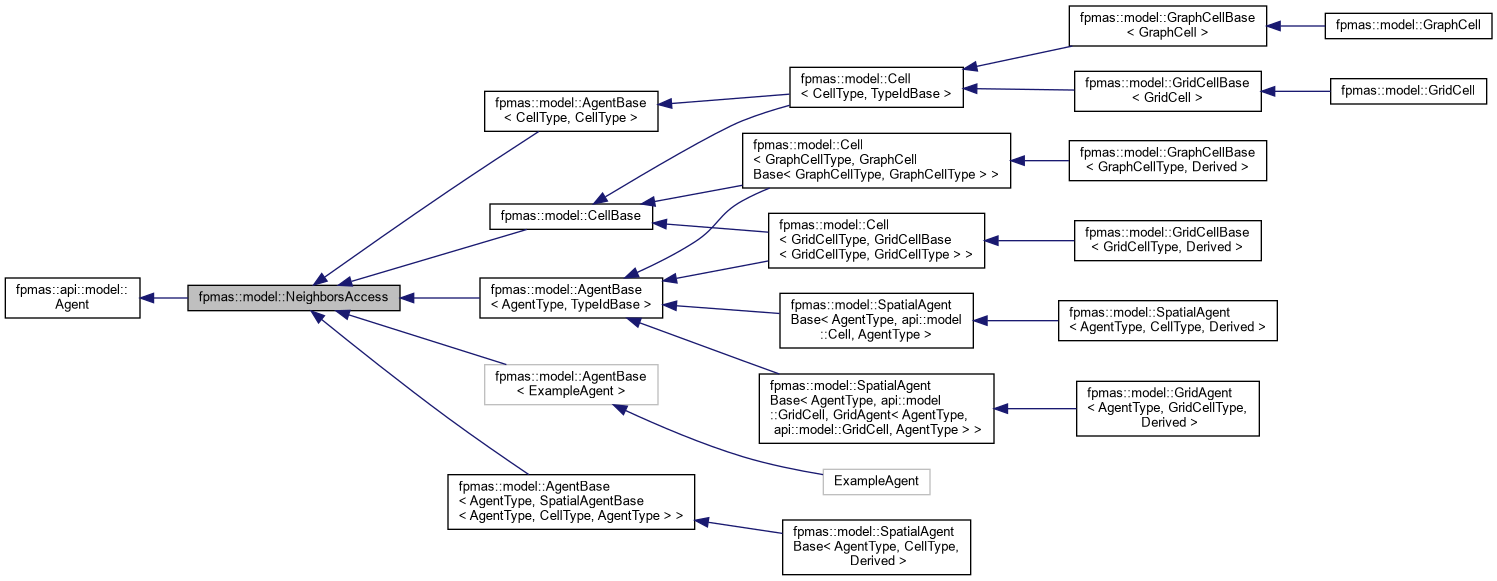 fpmas::api::model::
Agent
fpmas::model::NeighborsAccess
fpmas::model::AgentBase
< CellType, CellType >
fpmas::model::CellBase
fpmas::model::AgentBase
< AgentType, TypeIdBase >
fpmas::model::AgentBase
< ExampleAgent >
fpmas::model::AgentBase
< AgentType, SpatialAgentBase
< AgentType, CellType, AgentType > >
fpmas::model::Cell
< CellType, TypeIdBase >
fpmas::model::Cell
< GraphCellType, GraphCell
Base< GraphCellType, GraphCellType > >
fpmas::model::Cell
< GridCellType, GridCellBase
< GridCellType, GridCellType > >
fpmas::model::SpatialAgent
Base< AgentType, api::model
::Cell, AgentType >
fpmas::model::SpatialAgent
Base< AgentType, api::model
::GridCell, GridAgent< AgentType,
api::model::GridCell, AgentType > >
ExampleAgent
fpmas::model::SpatialAgent
Base< AgentType, CellType,
Derived >
fpmas::model::GraphCellBase
< GraphCell >
fpmas::model::GridCellBase
< GridCell >
fpmas::model::GraphCellBase
< GraphCellType, Derived >
fpmas::model::GridCellBase
< GridCellType, Derived >
fpmas::model::SpatialAgent
< AgentType, CellType, Derived >
fpmas::model::GridAgent
< AgentType, GridCellType,
Derived >
fpmas::model::GraphCell
fpmas::model::GridCell